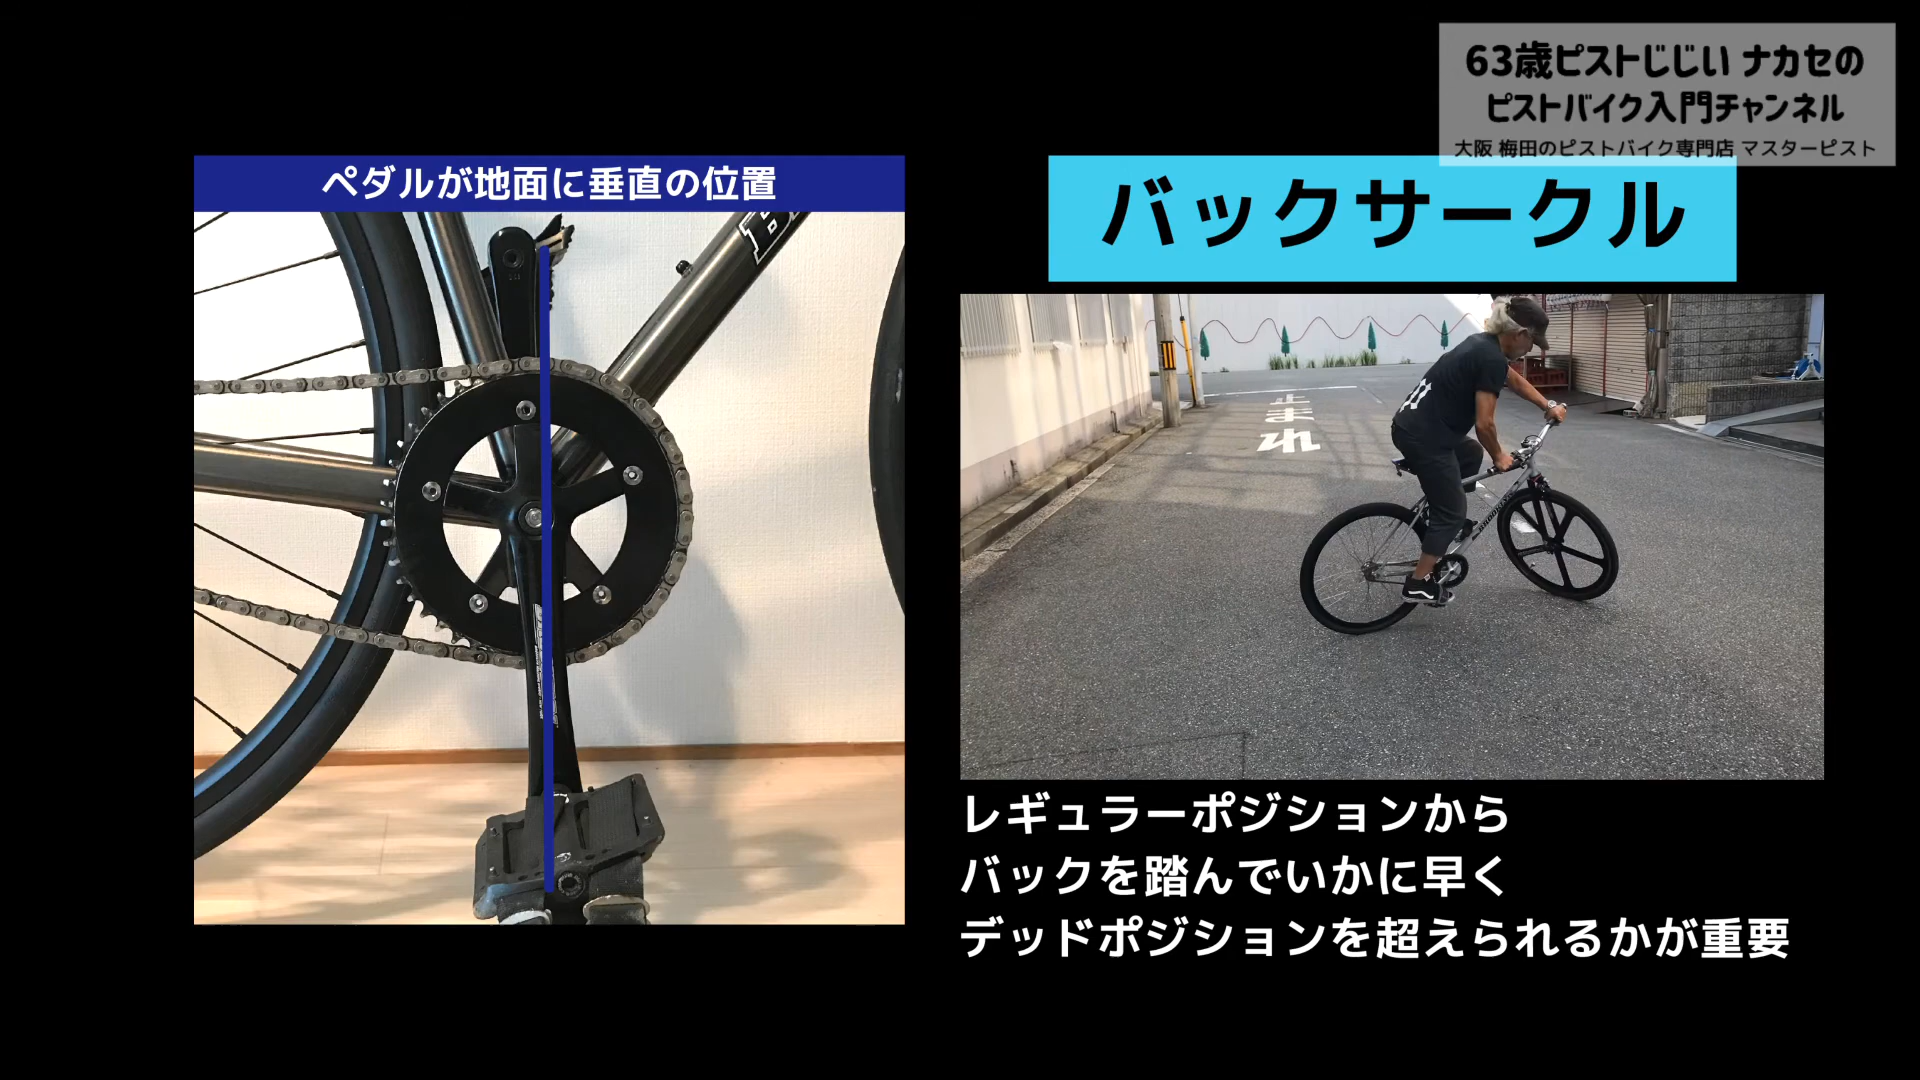 63歳ピストじじい ナカセの
ピストバイク入門チャンネル
大阪 梅田のピストバイク専門店 マスターピスト
ペダルが地面に垂直の位置
バックサークル
止まれ
レギュラーポジションから
バックを踏んでいかに早く
デッドポジションを超えられるかが重要